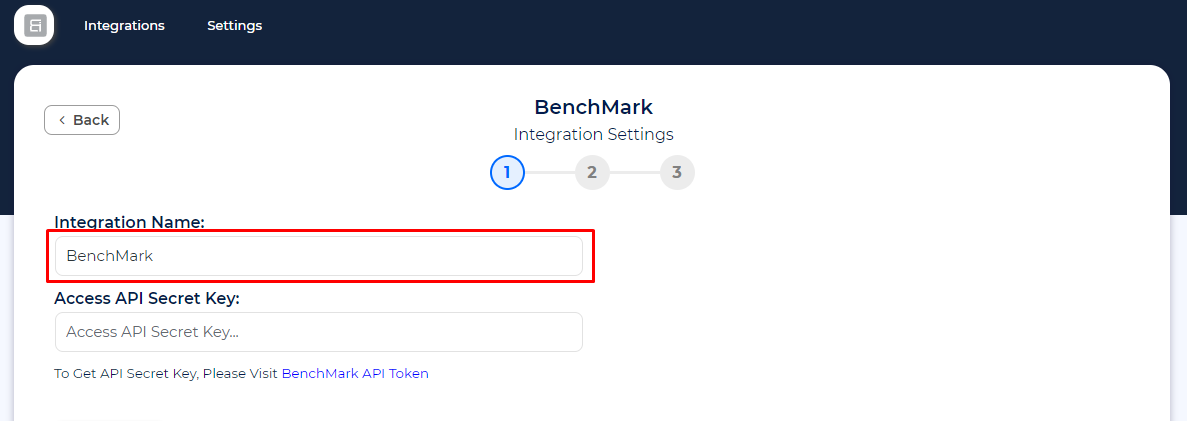 Integrations Settings
Back
BenchMark
Integration Settings
1 2 3
Integration Name:
BenchMark
Access API Secret Key:
Access API Secret Key...
To Get API Secret Key, Please Visit BenchMark API Token